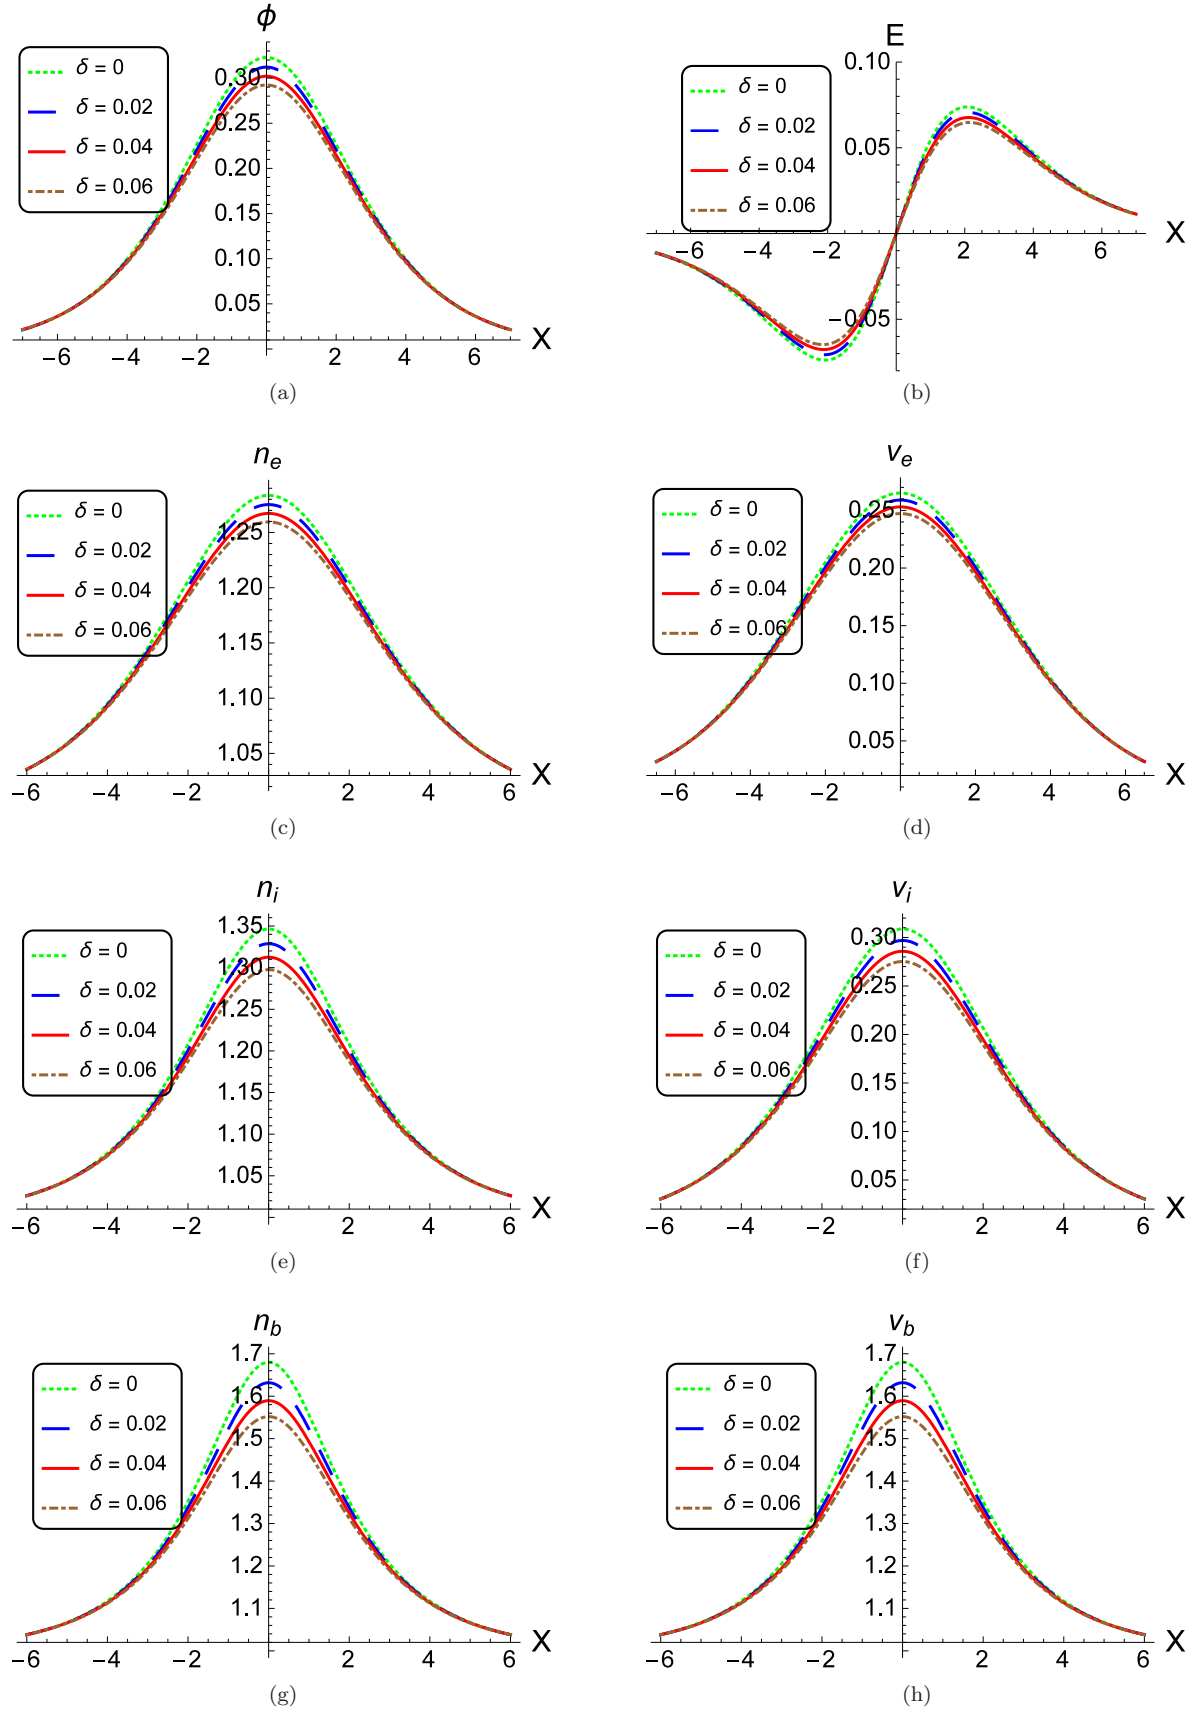 ϕ
δ = 0
δ = 0.02
δ = 0.04
δ = 0.06
0.30
0.25
0.20
0.15
0.10
0.05
−6 −4 −2 2 4 6 X
(a)
E
δ = 0
δ = 0.02
δ = 0.04
δ = 0.06
0.10
0.05
−0.05
−6 −4 −2 2 4 6 X
(b)
n_e
δ = 0
δ = 0.02
δ = 0.04
δ = 0.06
1.25
1.20
1.15
1.10
1.05
−6 −4 −2 2 4 6 X
(c)
v_e
δ = 0
δ = 0.02
δ = 0.04
δ = 0.06
0.25
0.20
0.15
0.10
0.05
−6 −4 −2 2 4 6 X
(d)
n_i
δ = 0
δ = 0.02
δ = 0.04
δ = 0.06
1.35
1.30
1.25
1.20
1.15
1.10
1.05
−6 −4 −2 2 4 6 X
(e)
v_i
δ = 0
δ = 0.02
δ = 0.04
δ = 0.06
0.30
0.25
0.20
0.15
0.10
0.05
−6 −4 −2 2 4 6 X
(f)
n_b
δ = 0
δ = 0.02
δ = 0.04
δ = 0.06
1.7
1.6
1.5
1.4
1.3
1.2
1.1
−6 −4 −2 2 4 6 X
(g)
v_b
δ = 0
δ = 0.02
δ = 0.04
δ = 0.06
1.7
1.6
1.5
1.4
1.3
1.2
1.1
−6 −4 −2 2 4 6 X
(h)